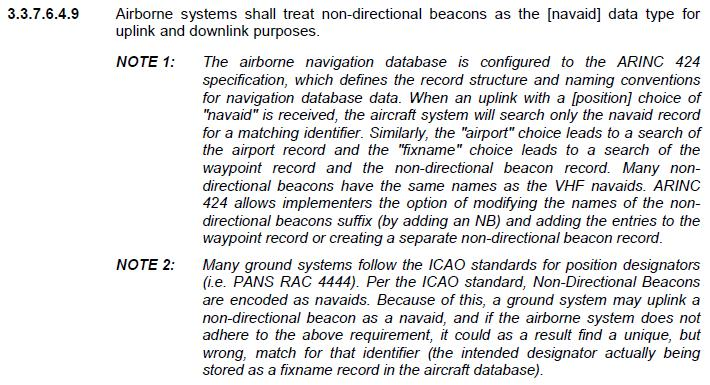 3.3.7.6.4.9 Airborne systems shall treat non-directional beacons as the [navaid] data type for
uplink and downlink purposes.
NOTE 1: The airborne navigation database is configured to the ARINC 424
specification, which defines the record structure and naming conventions
for navigation database data. When an uplink with a [position] choice of
"navaid" is received, the aircraft system will search only the navaid record
for a matching identifier. Similarly, the "airport" choice leads to a search of
the airport record and the "fixname" choice leads to a search of the
waypoint record and the non-directional beacon record. Many non-
directional beacons have the same names as the VHF navaids. ARINC
424 allows implementers the option of modifying the names of the non-
directional beacons suffix (by adding an NB) and adding the entries to the
waypoint record or creating a separate non-directional beacon record.
NOTE 2: Many ground systems follow the ICAO standards for position designators
(i.e. PANS RAC 4444). Per the ICAO standard, Non-Directional Beacons
are encoded as navaids. Because of this, a ground system may uplink a
non-directional beacon as a navaid, and if the airborne system does not
adhere to the above requirement, it could as a result find a unique, but
wrong, match for that identifier (the intended designator actually being
stored as a fixname record in the aircraft database).